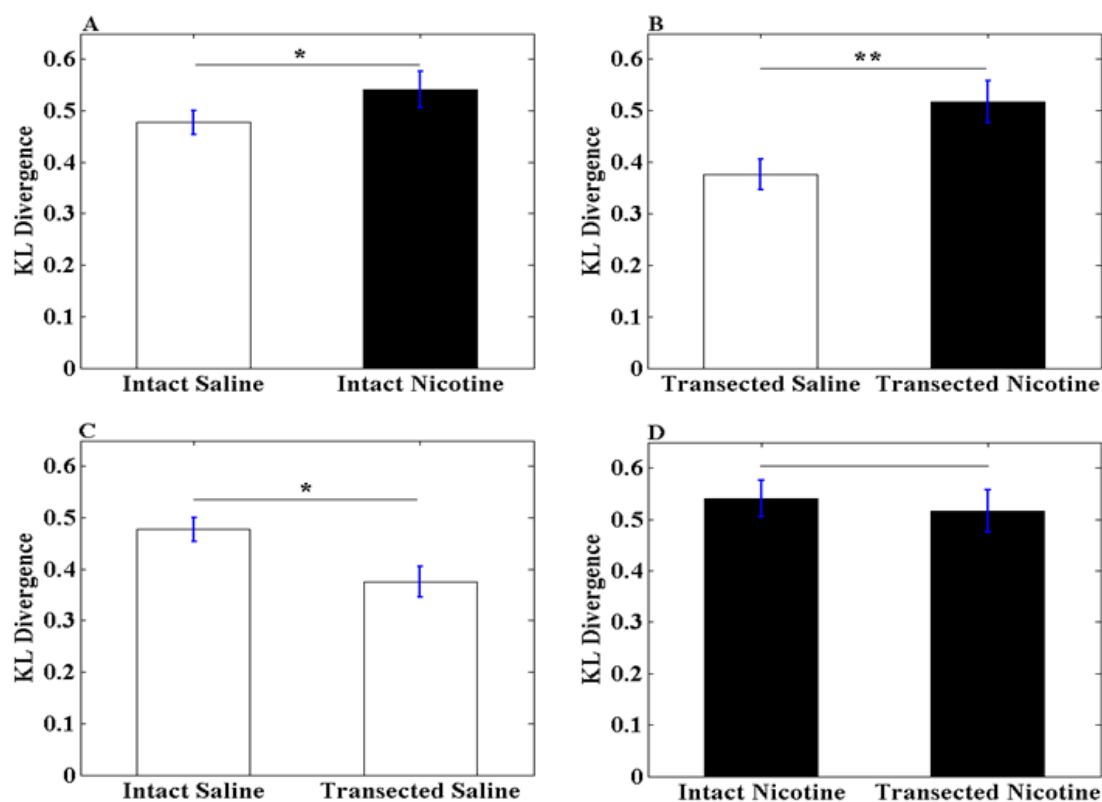 A
KL Divergence
0.6
0.5
0.4
0.3
0.2
0.1
0
*
Intact Saline
Intact Nicotine
B
KL Divergence
0.6
0.5
0.4
0.3
0.2
0.1
0
**
Transected Saline
Transected Nicotine
C
KL Divergence
0.6
0.5
0.4
0.3
0.2
0.1
0
*
Intact Saline
Transected Saline
D
KL Divergence
0.6
0.5
0.4
0.3
0.2
0.1
0
Intact Nicotine
Transected Nicotine